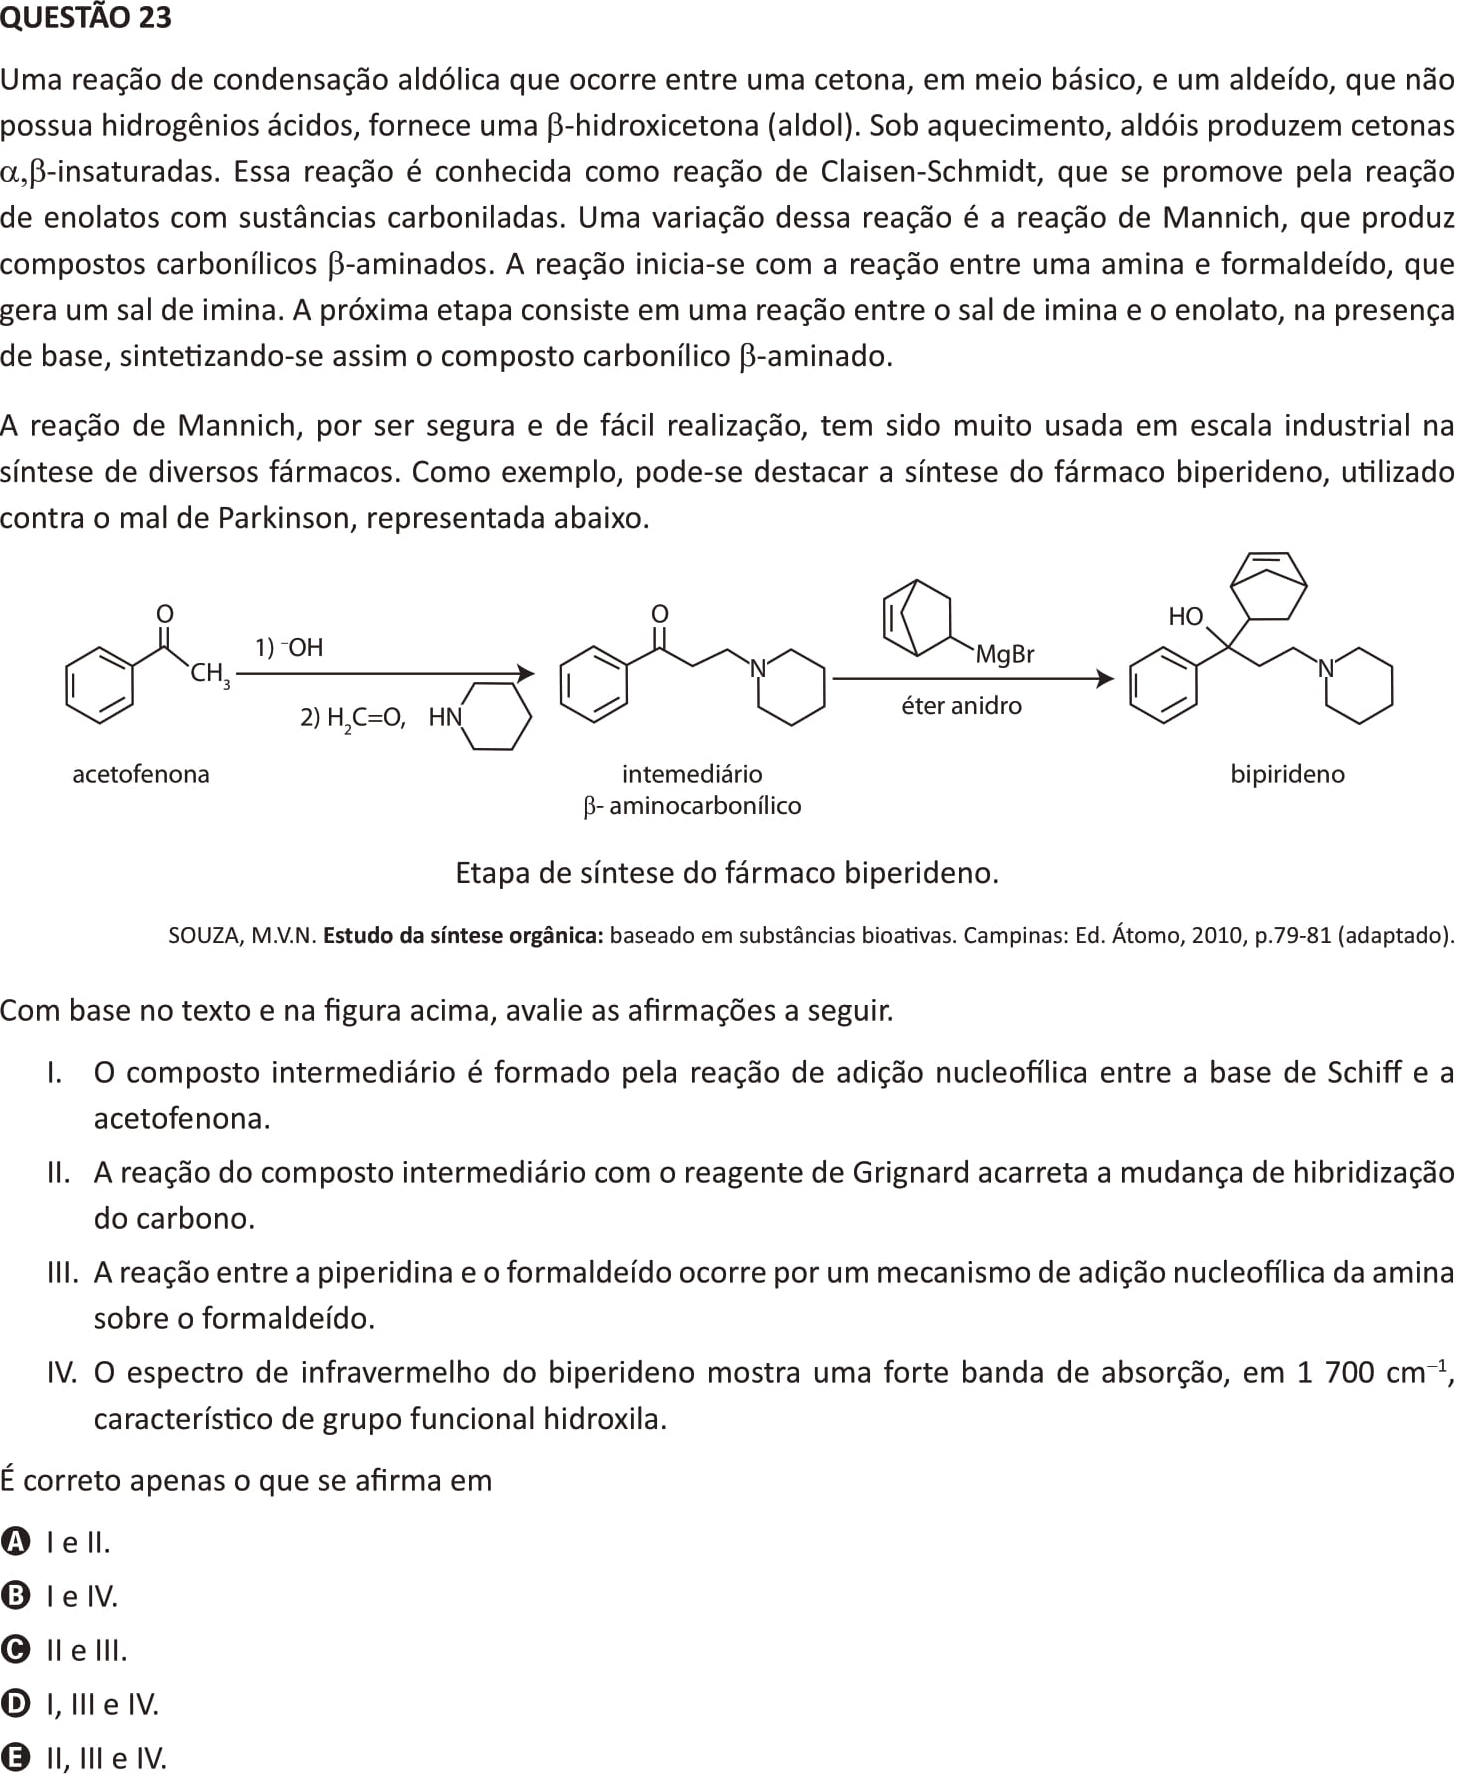 QUESTÃO 23
Uma reação de condensação aldólica que ocorre entre uma cetona, em meio básico, e um aldeído, que não
possua hidrogênios ácidos, fornece uma β-hidroxicetona (aldol). Sob aquecimento, aldóis produzem cetonas
α,β-insaturadas. Essa reação é conhecida como reação de Claisen-Schmidt, que se promove pela reação
de enolatos com sustâncias carboniladas. Uma variação dessa reação é a reação de Mannich, que produz
compostos carbonílicos β-aminados. A reação inicia-se com a reação entre uma amina e formaldeído, que
gera um sal de imina. A próxima etapa consiste em uma reação entre o sal de imina e o enolato, na presença
de base, sintetizando-se assim o composto carbonílico β-aminado.
A reação de Mannich, por ser segura e de fácil realização, tem sido muito usada em escala industrial na
síntese de diversos fármacos. Como exemplo, pode-se destacar a síntese do fármaco biperideno, utilizado
contra o mal de Parkinson, representada abaixo.
O
CH₃
1) ⁻OH
2) H₂C=O, HN
O
N
MgBr
éter anidro
HO
N
acetofenona
intemediário
β- aminocarbonílico
bipirideno
Etapa de síntese do fármaco biperideno.
SOUZA, M.V.N. Estudo da síntese orgânica: baseado em substâncias bioativas. Campinas: Ed. Átomo, 2010, p.79-81 (adaptado).
Com base no texto e na figura acima, avalie as afirmações a seguir.
I. O composto intermediário é formado pela reação de adição nucleofílica entre a base de Schiff e a
acetofenona.
II. A reação do composto intermediário com o reagente de Grignard acarreta a mudança de hibridização
do carbono.
III. A reação entre a piperidina e o formaldeído ocorre por um mecanismo de adição nucleofílica da amina
sobre o formaldeído.
IV. O espectro de infravermelho do biperideno mostra uma forte banda de absorção, em 1 700 cm⁻¹,
característico de grupo funcional hidroxila.
É correto apenas o que se afirma em
A I e II.
B I e IV.
C II e III.
D I, III e IV.
E II, III e IV.